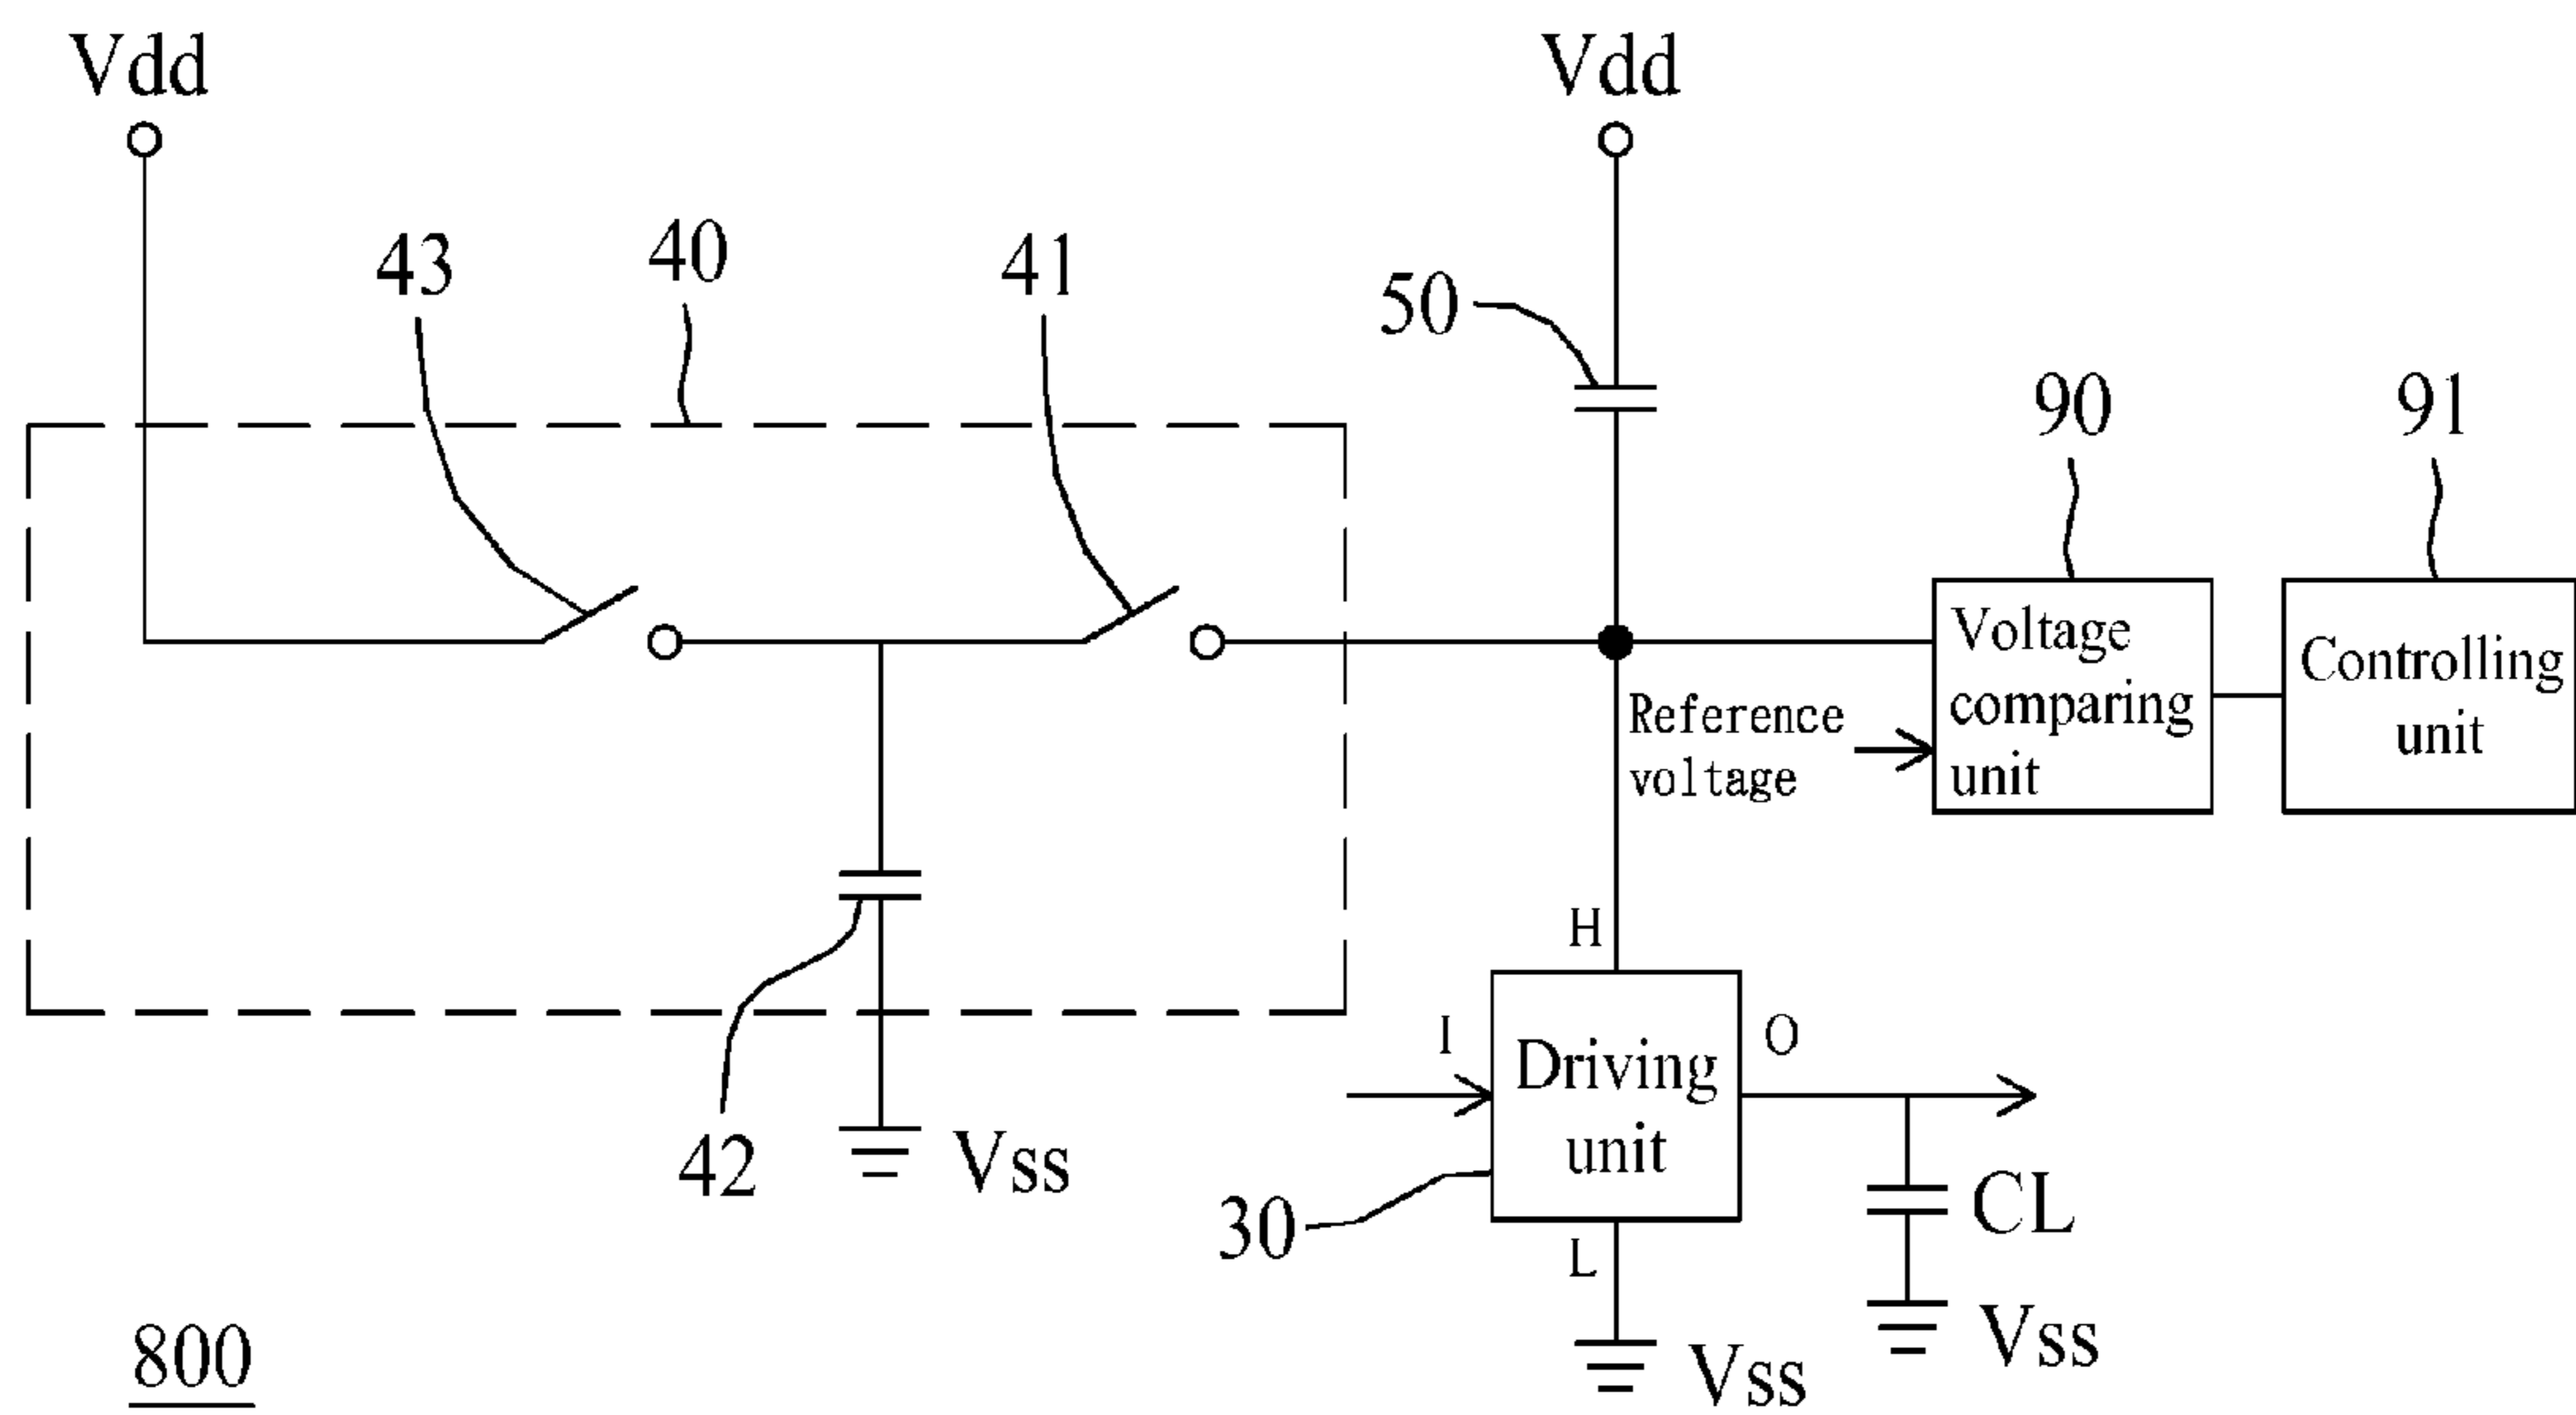 Vdd
Vdd
43
40
41
50
90
91
Voltage
comparing
unit
Controlling
unit
Reference
voltage
H
I
Driving
unit
O
42
Vss
30
L
CL
Vss
Vss
800